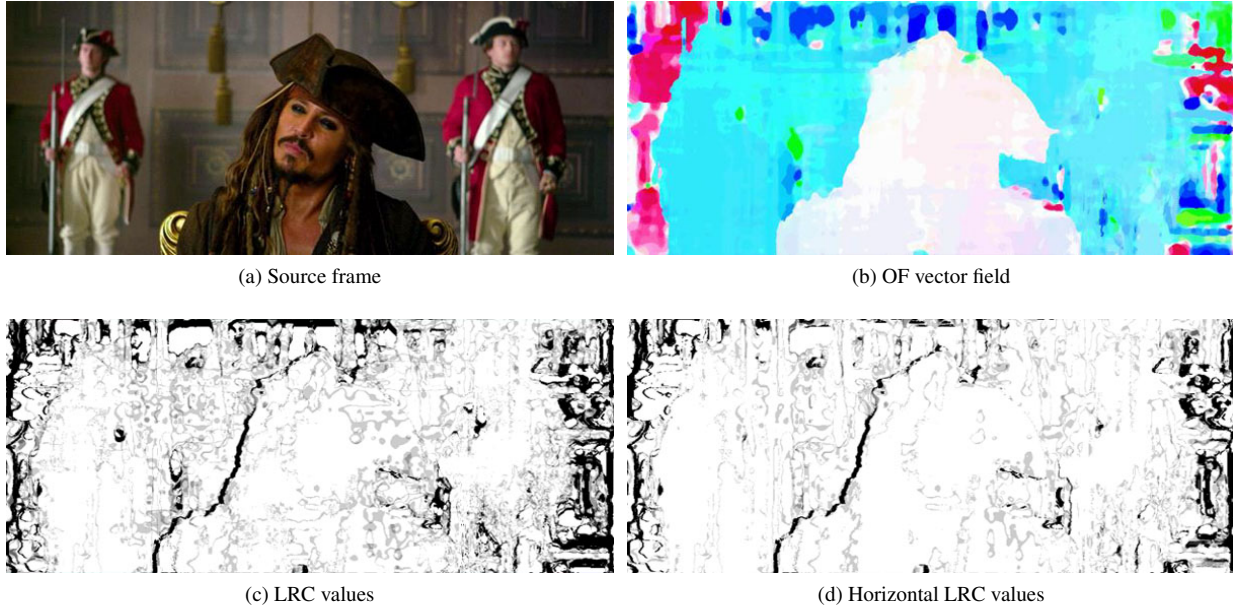 (a) Source frame
(b) OF vector field
(c) LRC values
(d) Horizontal LRC values